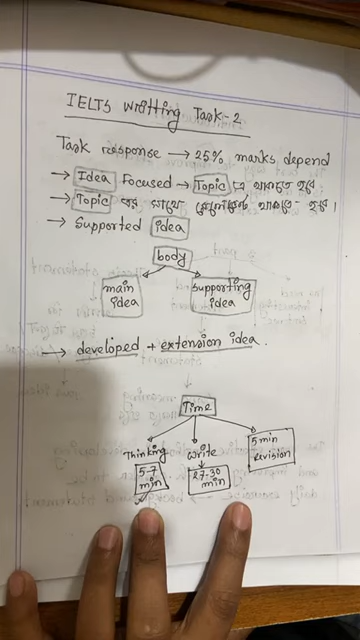 IELTS writting Task-2
Task response → 25% marks depend
→ Idea Focused → Topic এ থাকতে হবে
→ Topic এর সাথে থাকতে হবে।
→ Supported idea
body
main idea
supporting idea
→ developed + extension idea.
Time
Thinking
5-7 min
Write
27-30 min
5 min Revision